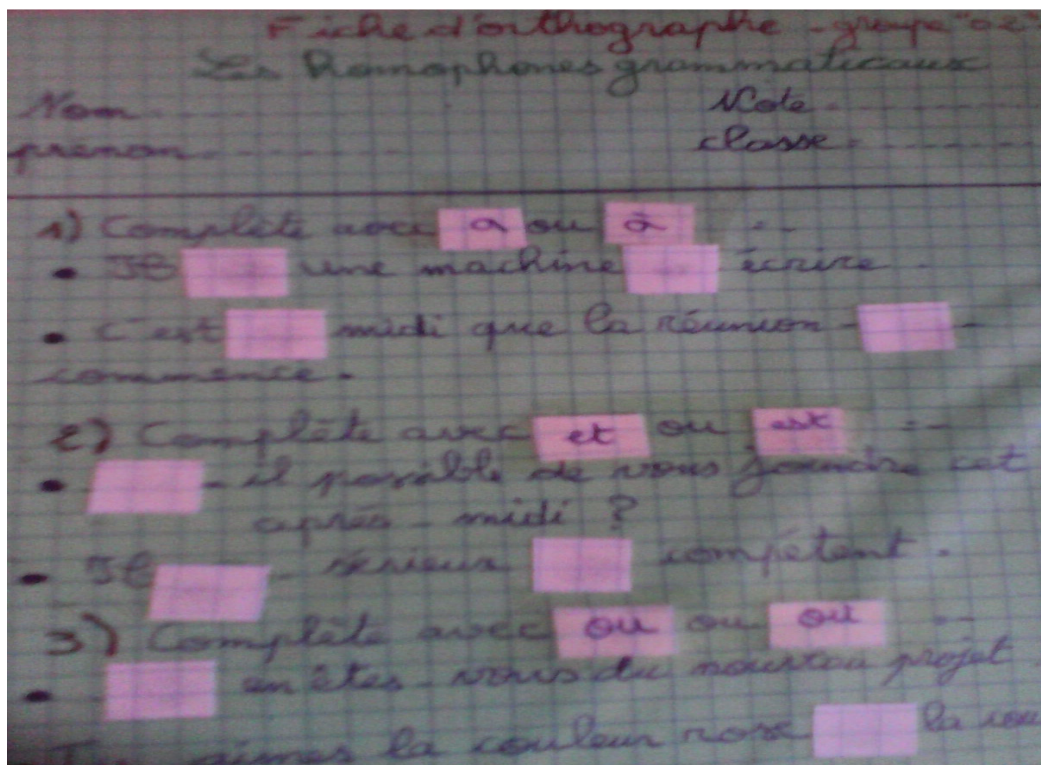 Fiche d'orthographe - groupe "02"
Les Homophones grammaticaux
Nom Note
prénom classe
1) Complète avec a ou à
• Il une machine écrire.
• C'est midi que la réunion
commence.
2) Complète avec et ou est
• - il possible de vous joindre cet
après - midi ?
• Il sérieux compétent.
3) Complète avec ou ou où
• en êtes - vous du nouveau projet
aimes la couleur rose la cou